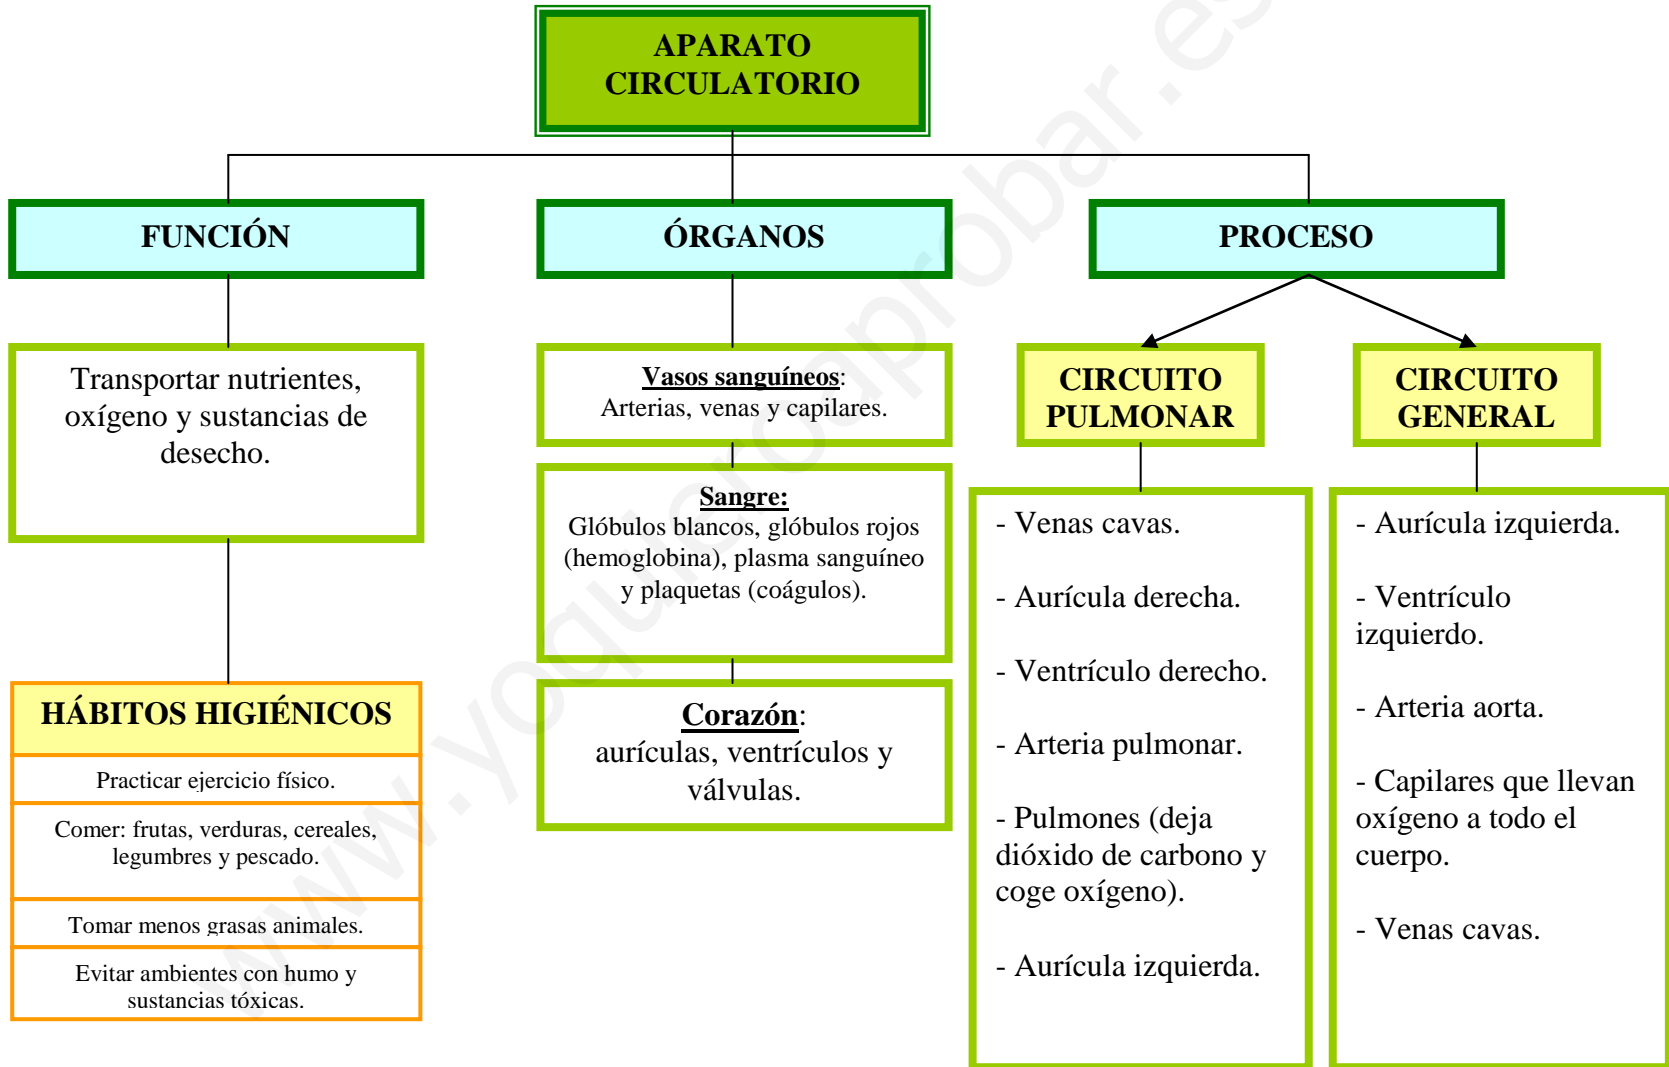 APARATO
CIRCULATORIO
FUNCIÓN
Transportar nutrientes,
oxígeno y sustancias de
desecho.
HÁBITOS HIGIÉNICOS
Practicar ejercicio físico.
Comer: frutas, verduras, cereales,
legumbres y pescado.
Tomar menos grasas animales.
Evitar ambientes con humo y
sustancias tóxicas.
ÓRGANOS
Vasos sanguíneos:
Arterias, venas y capilares.
Sangre:
Glóbulos blancos, glóbulos rojos
(hemoglobina), plasma sanguíneo
y plaquetas (coágulos).
Corazón:
aurículas, ventrículos y
válvulas.
PROCESO
CIRCUITO
PULMONAR
- Venas cavas.
- Aurícula derecha.
- Ventrículo derecho.
- Arteria pulmonar.
- Pulmones (deja
dióxido de carbono y
coge oxígeno).
- Aurícula izquierda.
CIRCUITO
GENERAL
- Aurícula izquierda.
- Ventrículo
izquierdo.
- Arteria aorta.
- Capilares que llevan
oxígeno a todo el
cuerpo.
- Venas cavas.
www.yoquieroaprobar.es